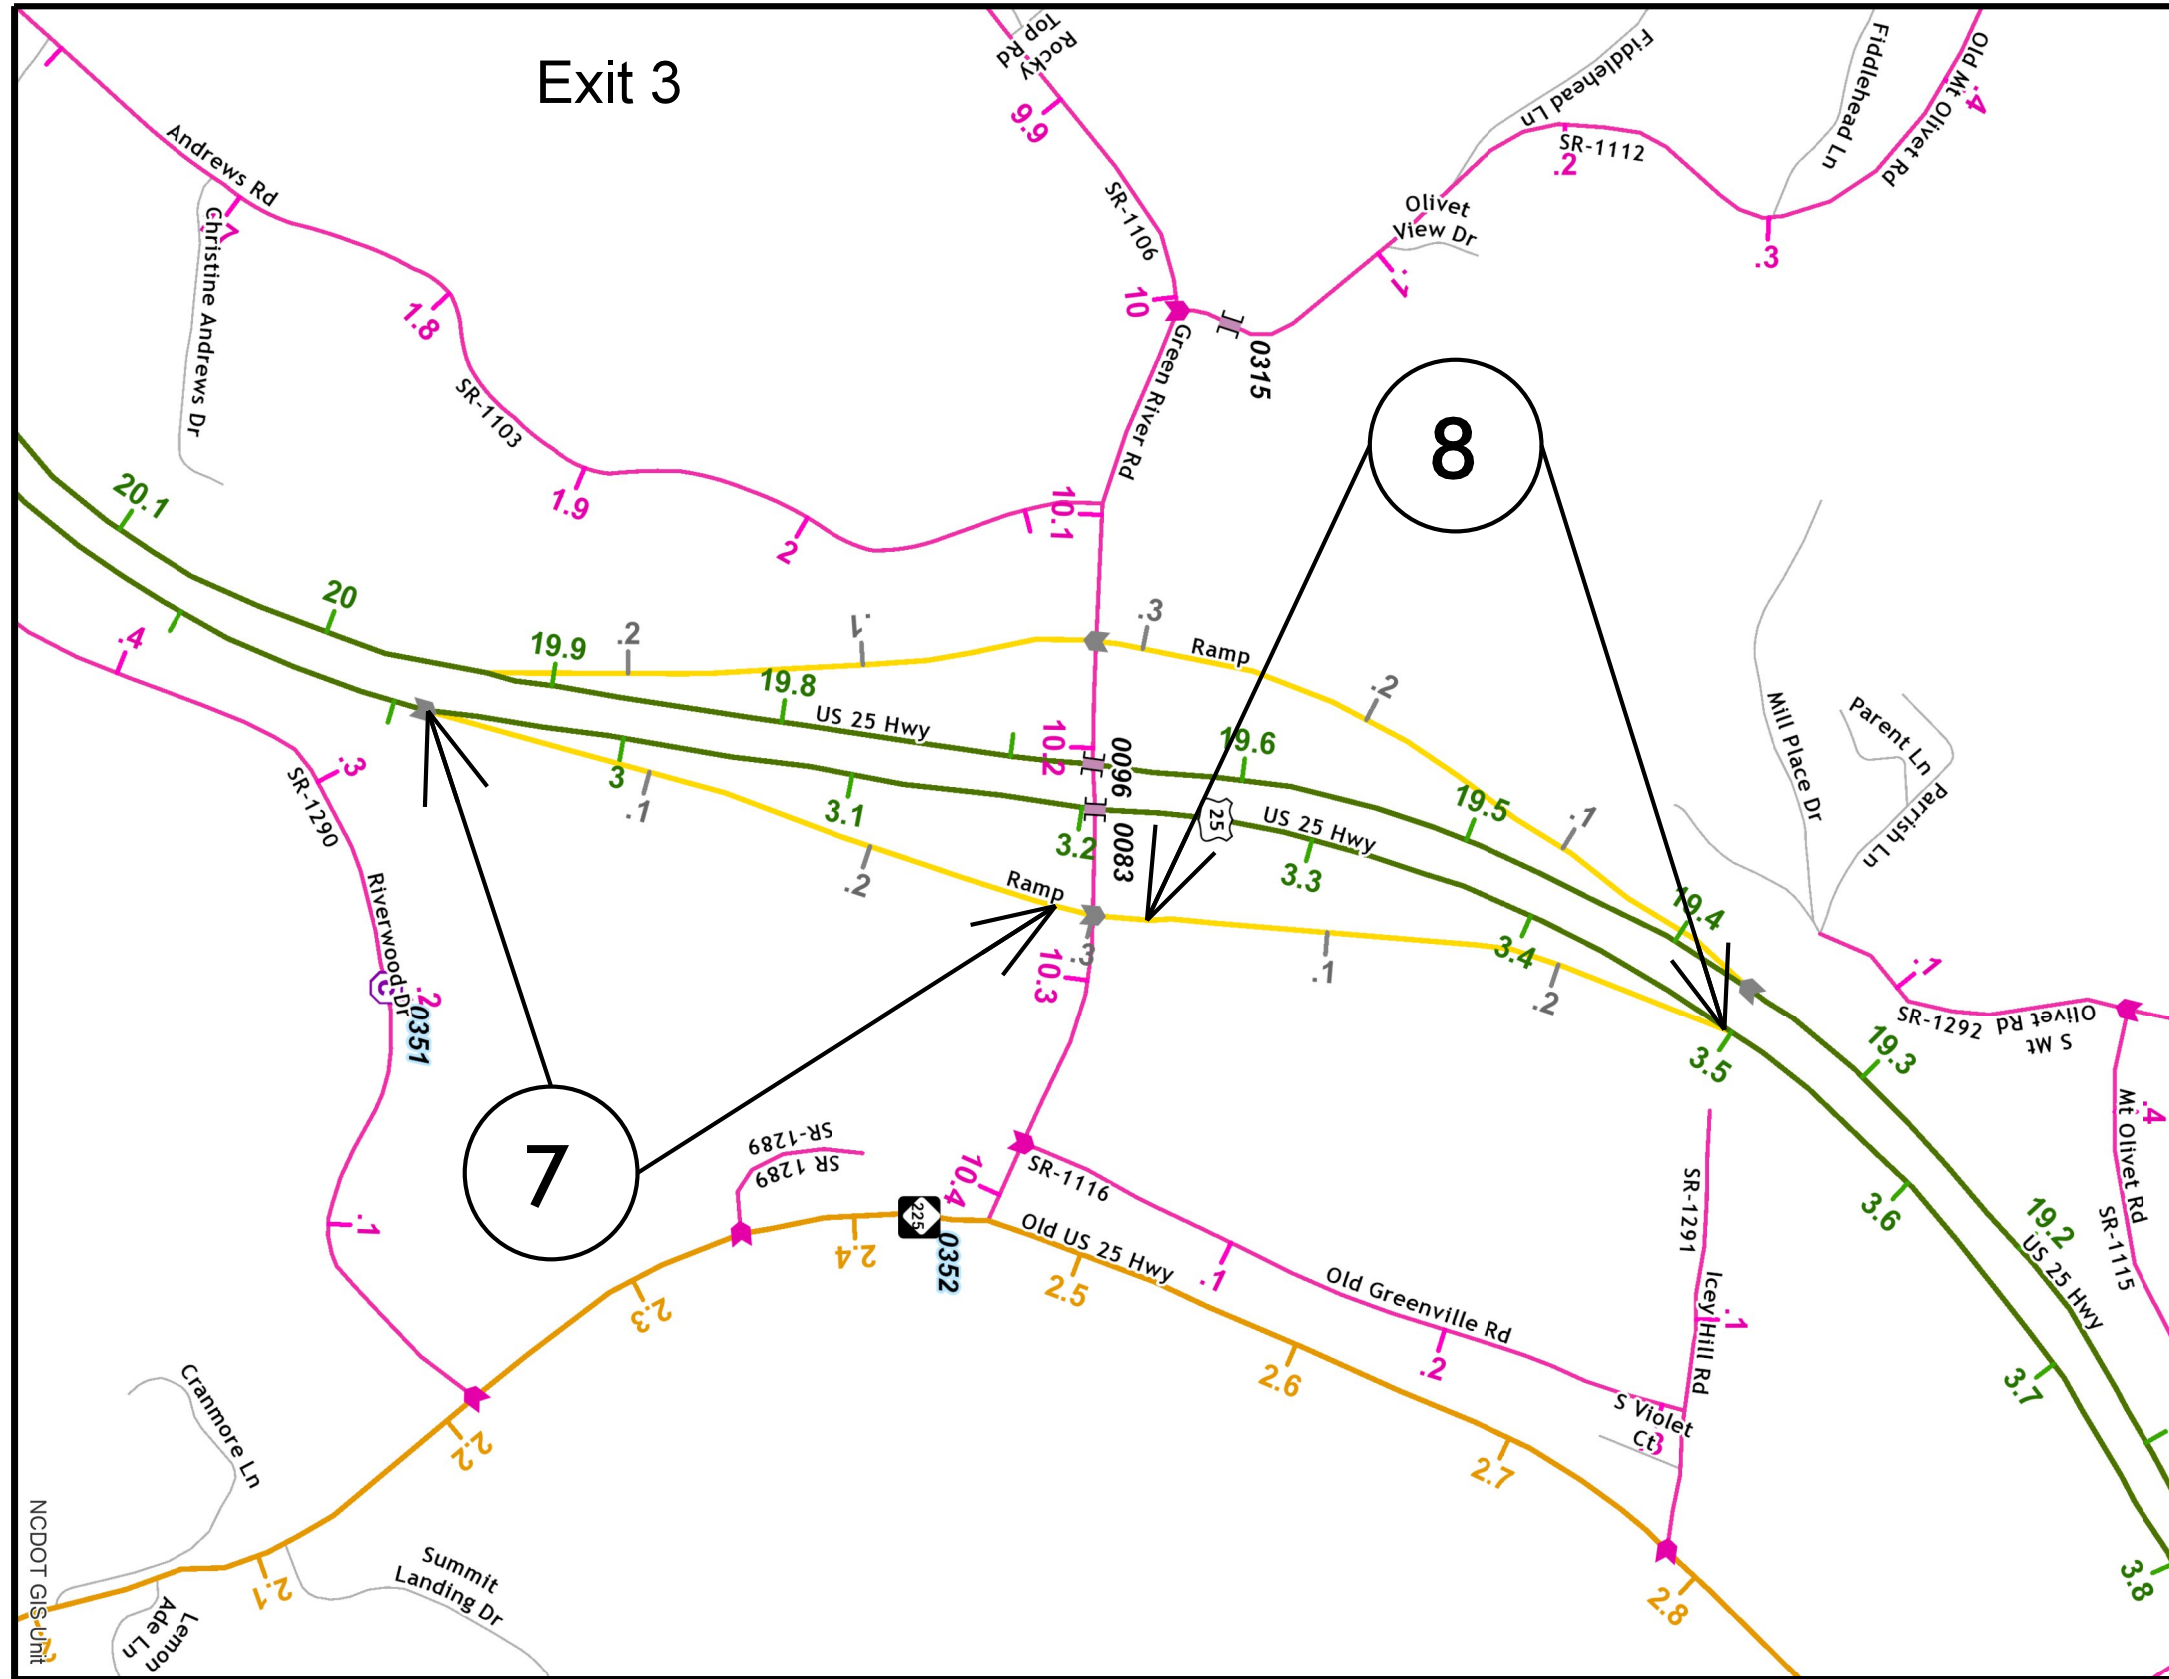 Exit 3
Rocky
Top Rd
9.9
SR-1106
10
Green River Rd
0315
Fiddlehead Ln
SR-1112
.2
Fiddlehead Ln
Old Mt Olivet Rd
.4
.3
Olivet
View Dr
.1
Andrews Rd
.7
Christine Andrews Dr
1.8
SR-1103
1.9
2
10.1
8
20.1
20
19.9
.2
.1
.3
Ramp
.2
19.8
US 25 Hwy
10.2
0096
19.6
19.5
.1
19.4
.4
.3
SR-1290
3
.1
3.1
.2
3.2
0083
25
US 25 Hwy
3.3
3.4
Ramp
.3
10.3
.1
.2
3.5
Mill Place Dr
Parent Ln
Parrish Ln
.1
SR-1292
S Mt
Olivet Rd
19.3
Riverwood Dr
.2
0351
.1
7
SR-1289
SR 1289
10.4
SR-1116
225
0352
2.4
2.3
Old US 25 Hwy
2.5
.1
Old Greenville Rd
.2
2.6
SR-1291
Icey Hill Rd
.1
S Violet
Ct
.3
2.7
2.8
3.6
19.2
US 25 Hwy
3.7
3.8
Mt Olivet Rd
.4
SR-1115
2.2
2.1
Cranmore Ln
Summit
Landing Dr
Lemon
Ade Ln
NCDOT GIS Unit